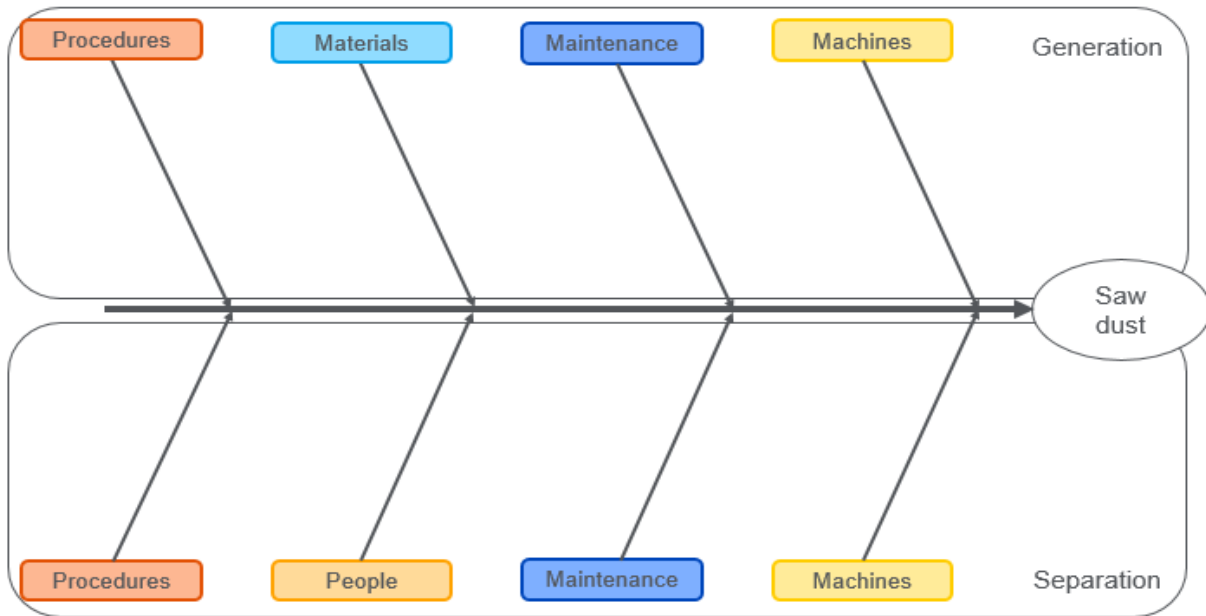 Procedures
Materials
Maintenance
Machines
Generation
Saw
dust
Procedures
People
Maintenance
Machines
Separation